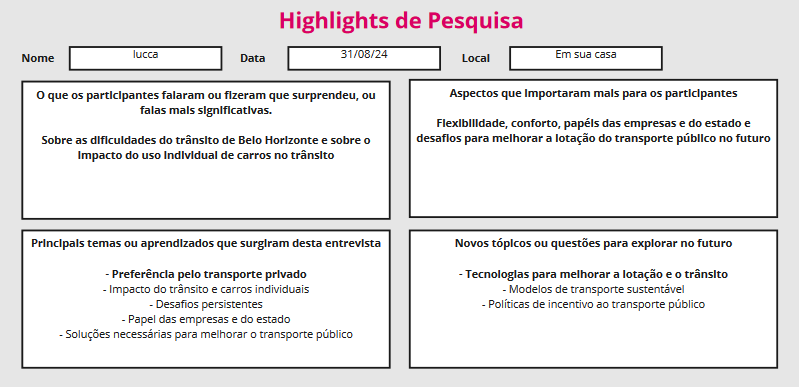 Highlights de Pesquisa
Nome
lucca
Data
31/08/24
Local
Em sua casa
O que os participantes falaram ou fizeram que surpreendeu, ou
falas mais significativas.
Sobre as dificuldades do trânsito de Belo Horizonte e sobre o
impacto do uso individual de carros no trânsito
Aspectos que importaram mais para os participantes
Flexibilidade, conforto, papéis das empresas e do estado e
desafios para melhorar a lotação do transporte público no futuro
Principais temas ou aprendizados que surgiram desta entrevista
- Preferência pelo transporte privado
- Impacto do trânsito e carros individuais
- Desafios persistentes
- Papel das empresas e do estado
- Soluções necessárias para melhorar o transporte público
Novos tópicos ou questões para explorar no futuro
- Tecnologias para melhorar a lotação e o trânsito
- Modelos de transporte sustentável
- Políticas de incentivo ao transporte público